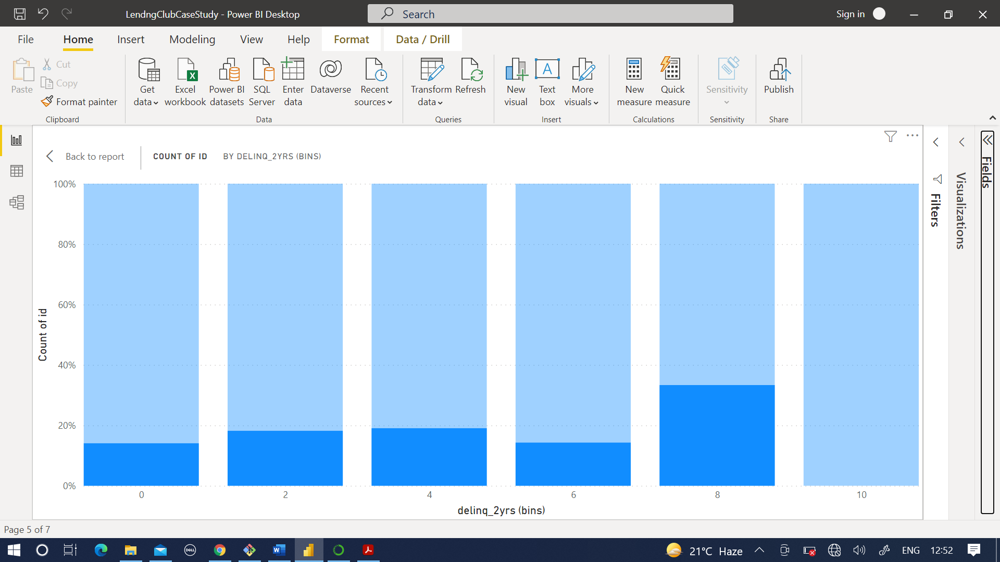 LendngClubCaseStudy - Power BI Desktop
Search
Sign in
File Home Insert Modeling View Help Format Data / Drill
Paste
Cut
Copy
Format painter
Clipboard
Get data
Excel workbook
Power BI datasets
SQL Server
Enter data
Dataverse
Recent sources
Data
Transform data
Refresh
Queries
New visual
Text box
More visuals
Insert
New measure
Quick measure
Calculations
Sensitivity
Sensitivity
Publish
Share
Back to report
COUNT OF ID
BY DELINQ_2YRS (BINS)
100%
80%
60%
40%
20%
0%
Count of id
0 2 4 6 8 10
delinq_2yrs (bins)
Filters
Visualizations
Fields
Page 5 of 7
DELL
21°C Haze
ENG
12:52